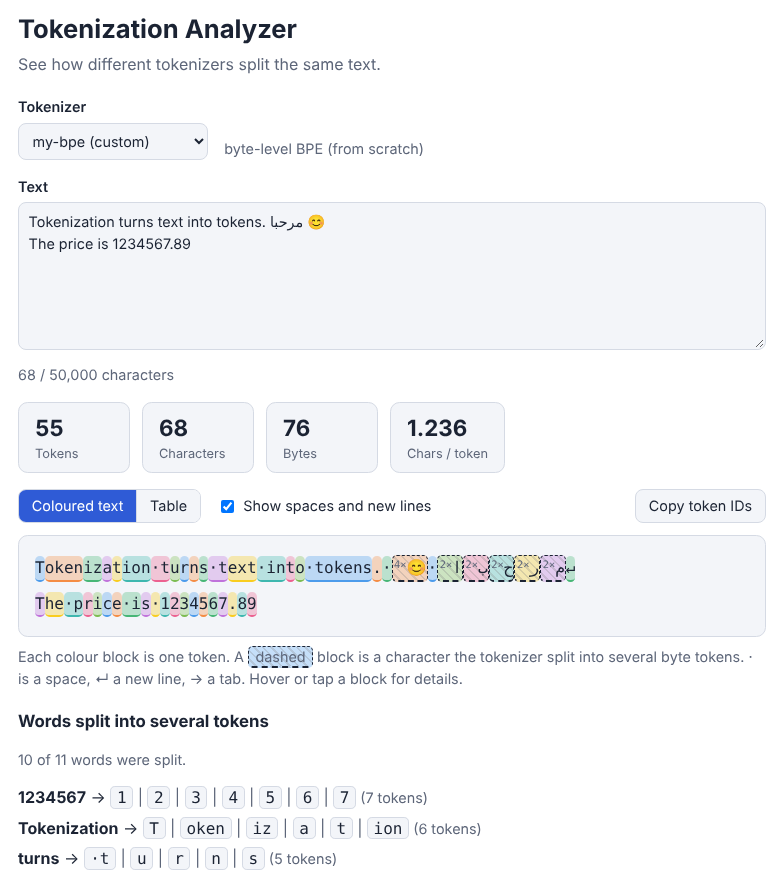 Tokenization Analyzer
See how different tokenizers split the same text.
Tokenizer
my-bpe (custom)
byte-level BPE (from scratch)
Text
Tokenization turns text into tokens. مرحبا 😊
The price is 1234567.89
68 / 50,000 characters
55 68 76 1.236
Tokens Characters Bytes Chars / token
Coloured text Table Show spaces and new lines Copy token IDs
Tokenization·turns·text·into·tokens.·4×😊·2×ا2×ب2×ح2×ر2×م↵
The·price·is·1234567.89
Each colour block is one token. A dashed block is a character the tokenizer split into several byte tokens. ·
is a space, ↵ a new line, → a tab. Hover or tap a block for details.
Words split into several tokens
10 of 11 words were split.
1234567 → 1 | 2 | 3 | 4 | 5 | 6 | 7 (7 tokens)
Tokenization → T | oken | iz | a | t | ion (6 tokens)
turns → ·t | u | r | n | s (5 tokens)